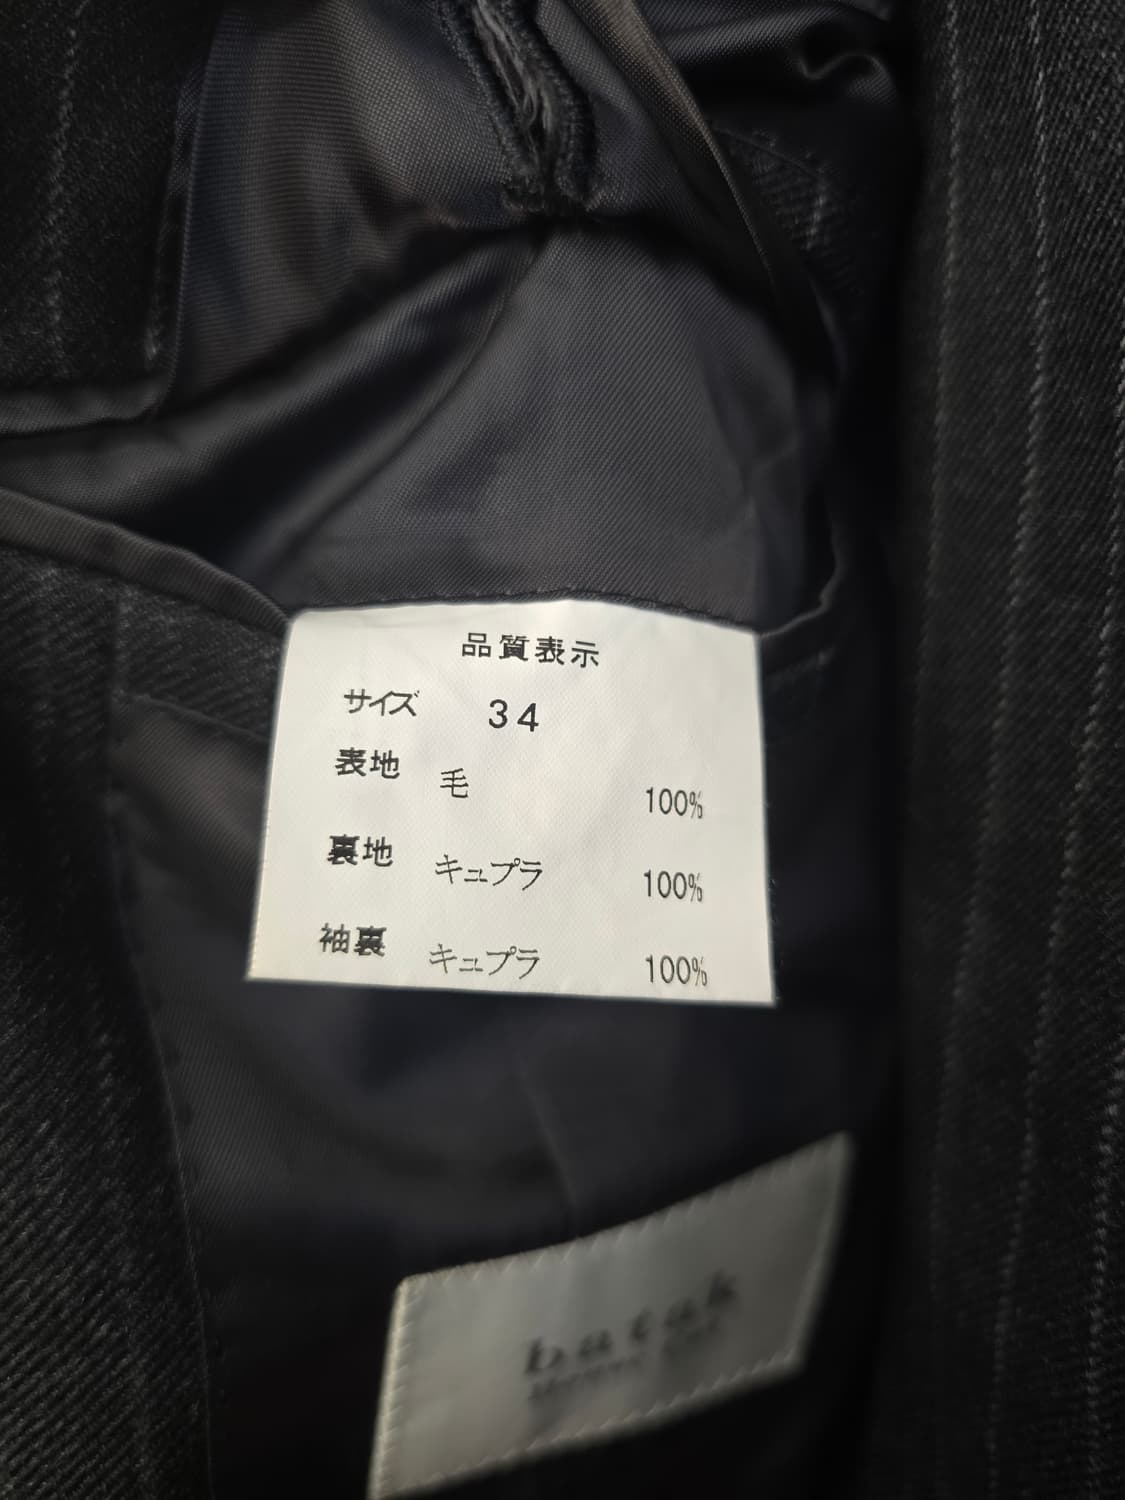 品質表示
サイズ 34
表地 毛 100%
裏地 キュプラ 100%
袖裏 キュプラ 100%
batak